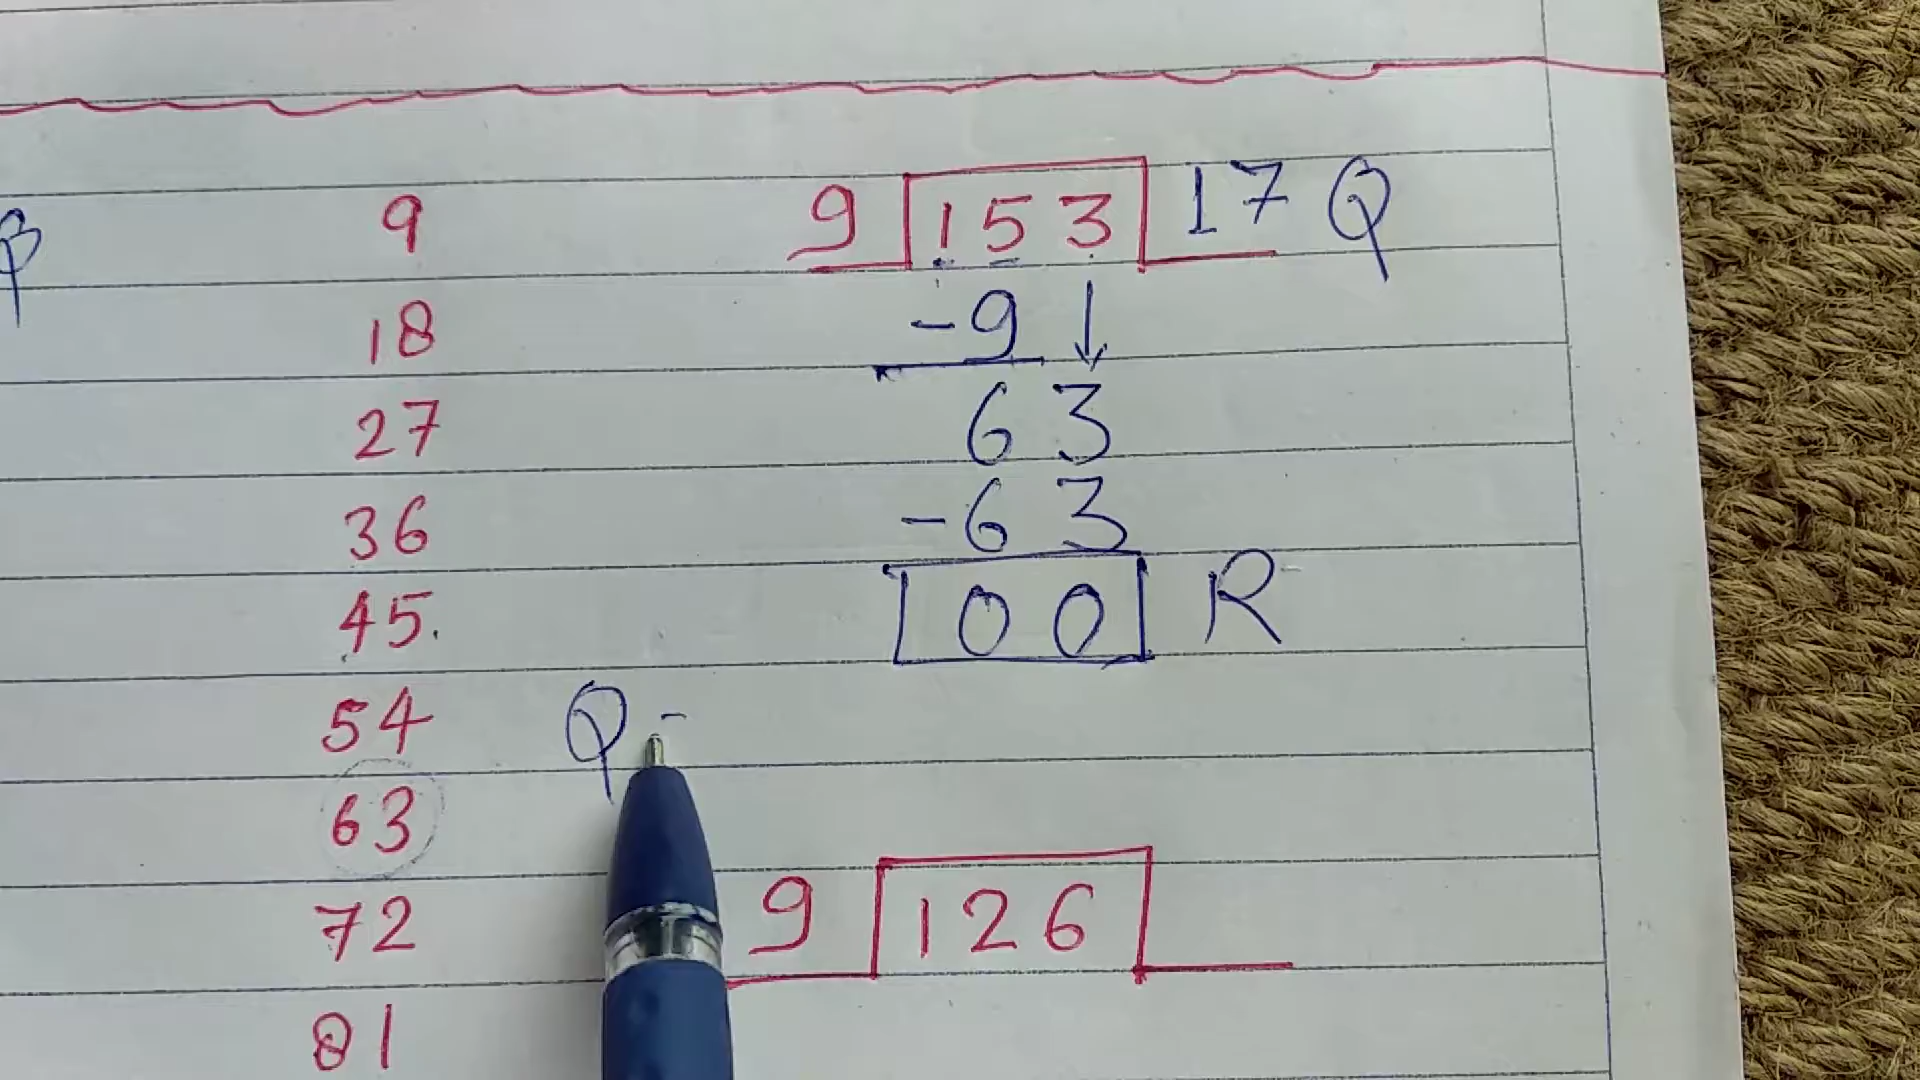 9 153 17 Q
9
- 9 ↓
18
63
27
- 63
36
00 R
45.
54 Q -
63
9 126
72
81